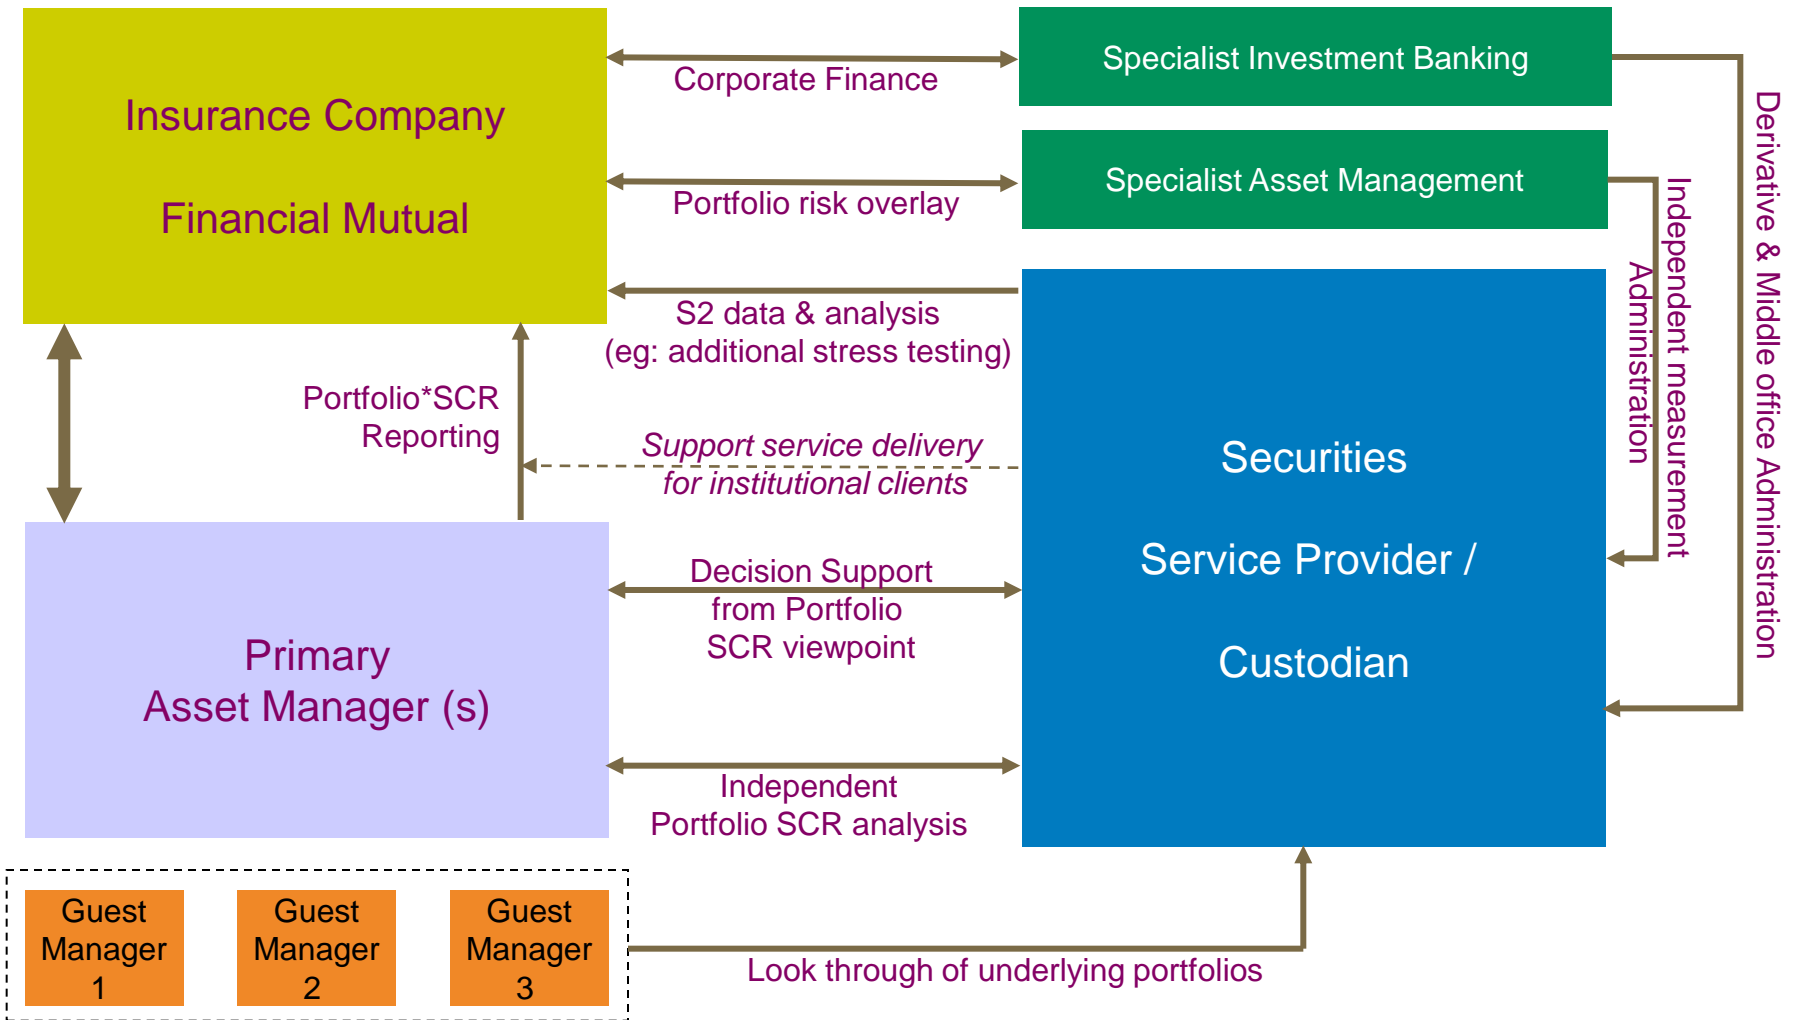 Insurance Company
Financial Mutual
Corporate Finance
Specialist Investment Banking
Portfolio risk overlay
Specialist Asset Management
Derivative & Middle office Administration
Independent measurement
Administration
S2 data & analysis
(eg: additional stress testing)
Portfolio*SCR
Reporting
Support service delivery
for institutional clients
Securities
Service Provider /
Custodian
Primary
Asset Manager (s)
Decision Support
from Portfolio
SCR viewpoint
Independent
Portfolio SCR analysis
Guest
Manager
1
Guest
Manager
2
Guest
Manager
3
Look through of underlying portfolios